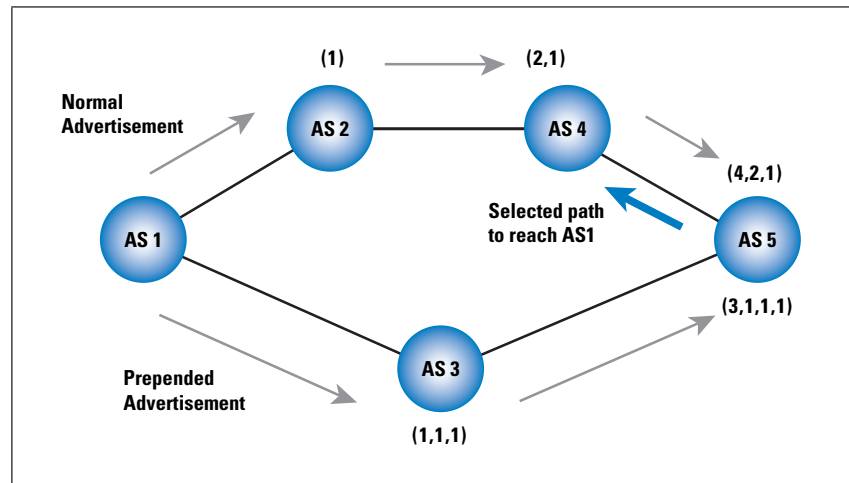 (1)
(2,1)
Normal
Advertisement
AS 2
AS 4
(4,2,1)
Selected path
to reach AS1
AS 1
AS 5
(3,1,1,1)
Prepended
Advertisement
AS 3
(1,1,1)